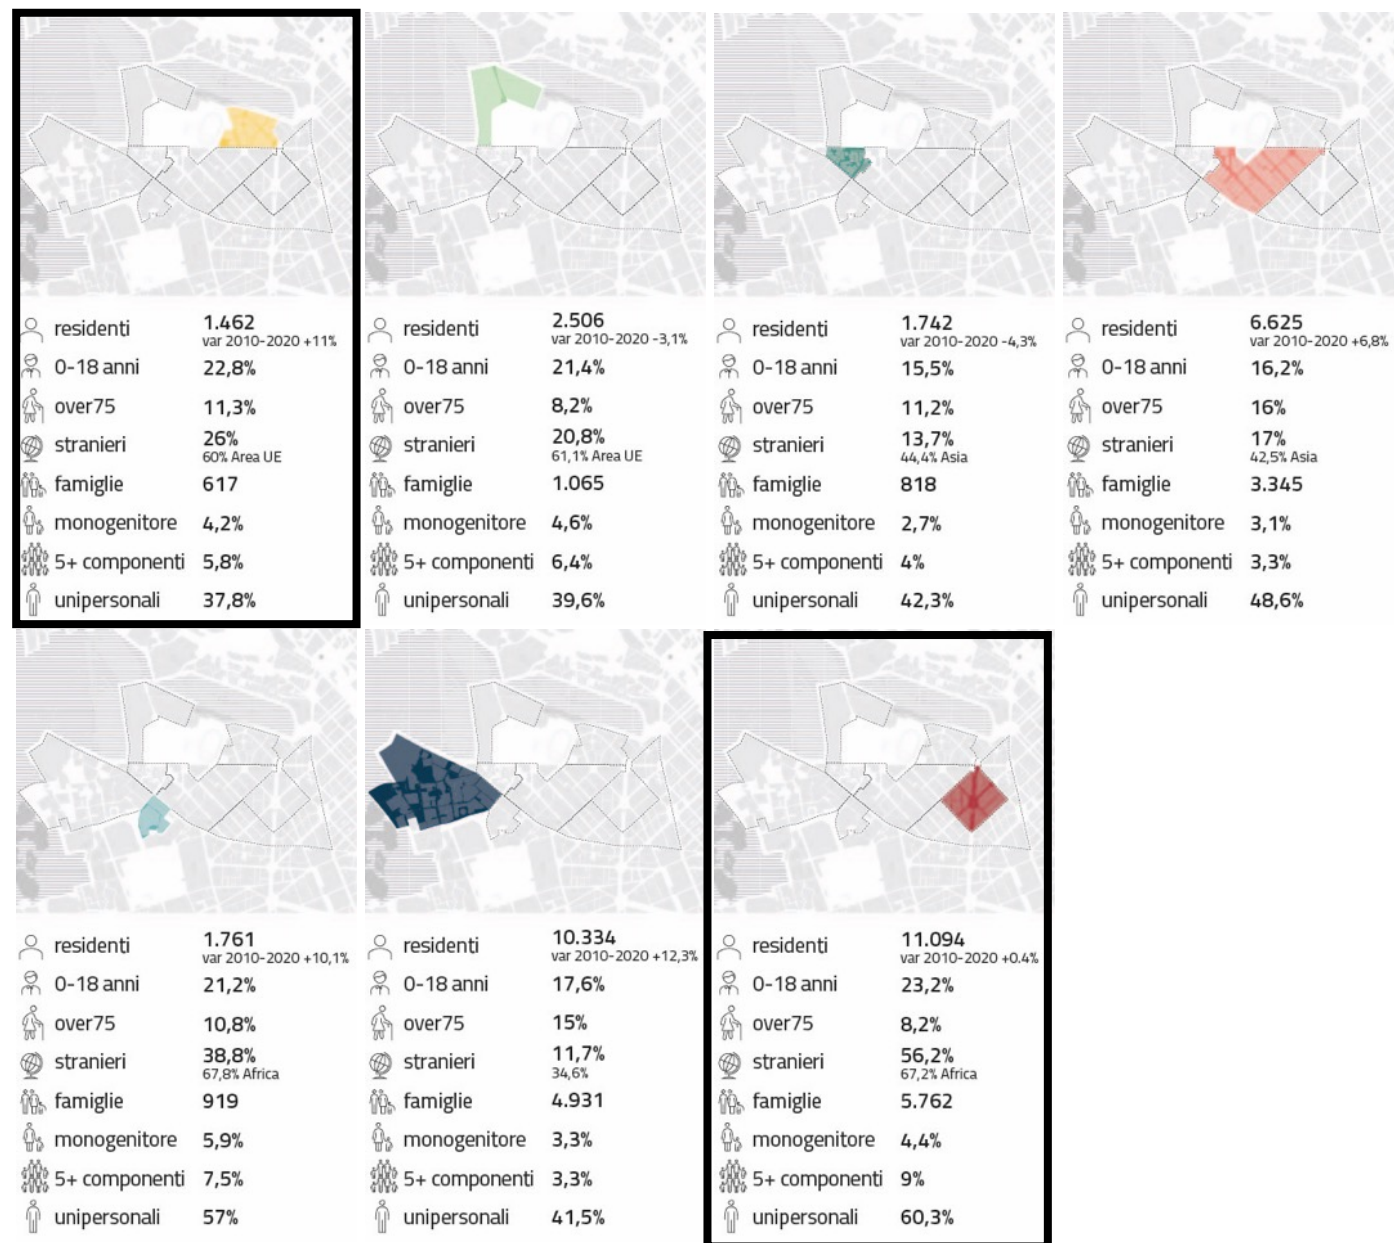 residenti 1.462
var 2010-2020 +11%
0-18 anni 22,8%
over75 11,3%
stranieri 26%
60% Area UE
famiglie 617
monogenitore 4,2%
5+ componenti 5,8%
unipersonali 37,8%
residenti 2.506
var 2010-2020 -3,1%
0-18 anni 21,4%
over75 8,2%
stranieri 20,8%
61,1% Area UE
famiglie 1.065
monogenitore 4,6%
5+ componenti 6,4%
unipersonali 39,6%
residenti 1.742
var 2010-2020 -4,3%
0-18 anni 15,5%
over75 11,2%
stranieri 13,7%
44,4% Asia
famiglie 818
monogenitore 2,7%
5+ componenti 4%
unipersonali 42,3%
residenti 6.625
var 2010-2020 +6,8%
0-18 anni 16,2%
over75 16%
stranieri 17%
42,5% Asia
famiglie 3.345
monogenitore 3,1%
5+ componenti 3,3%
unipersonali 48,6%
residenti 1.761
var 2010-2020 +10,1%
0-18 anni 21,2%
over75 10,8%
stranieri 38,8%
67,8% Africa
famiglie 919
monogenitore 5,9%
5+ componenti 7,5%
unipersonali 57%
residenti 10.334
var 2010-2020 +12,3%
0-18 anni 17,6%
over75 15%
stranieri 11,7%
34,6%
famiglie 4.931
monogenitore 3,3%
5+ componenti 3,3%
unipersonali 41,5%
residenti 11.094
var 2010-2020 +0.4%
0-18 anni 23,2%
over75 8,2%
stranieri 56,2%
67,2% Africa
famiglie 5.762
monogenitore 4,4%
5+ componenti 9%
unipersonali 60,3%